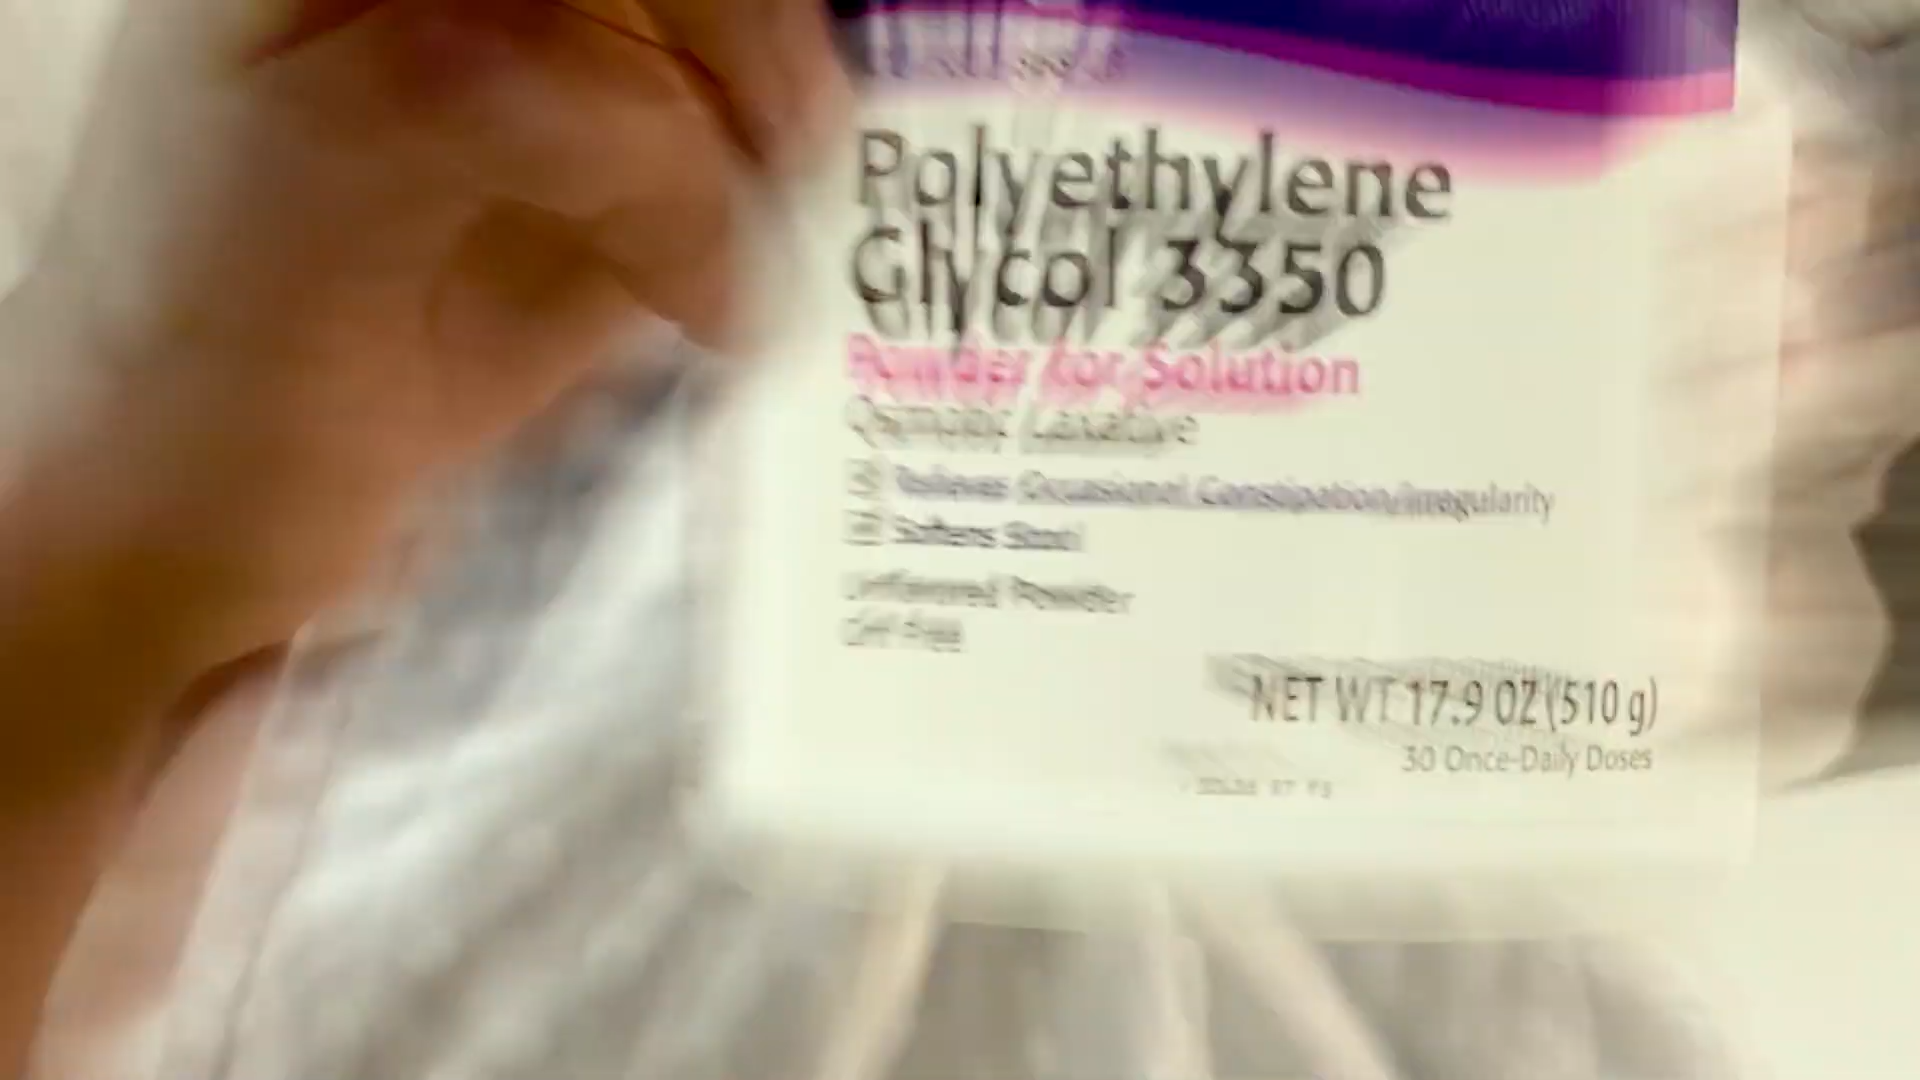 Polyethylene
Glycol 3350
Powder for Solution
Osmotic Laxative
Relieves Occasional Constipation/Irregularity
Softens Stool
Unflavored Powder
NET WT 17.9 OZ (510 g)
30 Once-Daily Doses